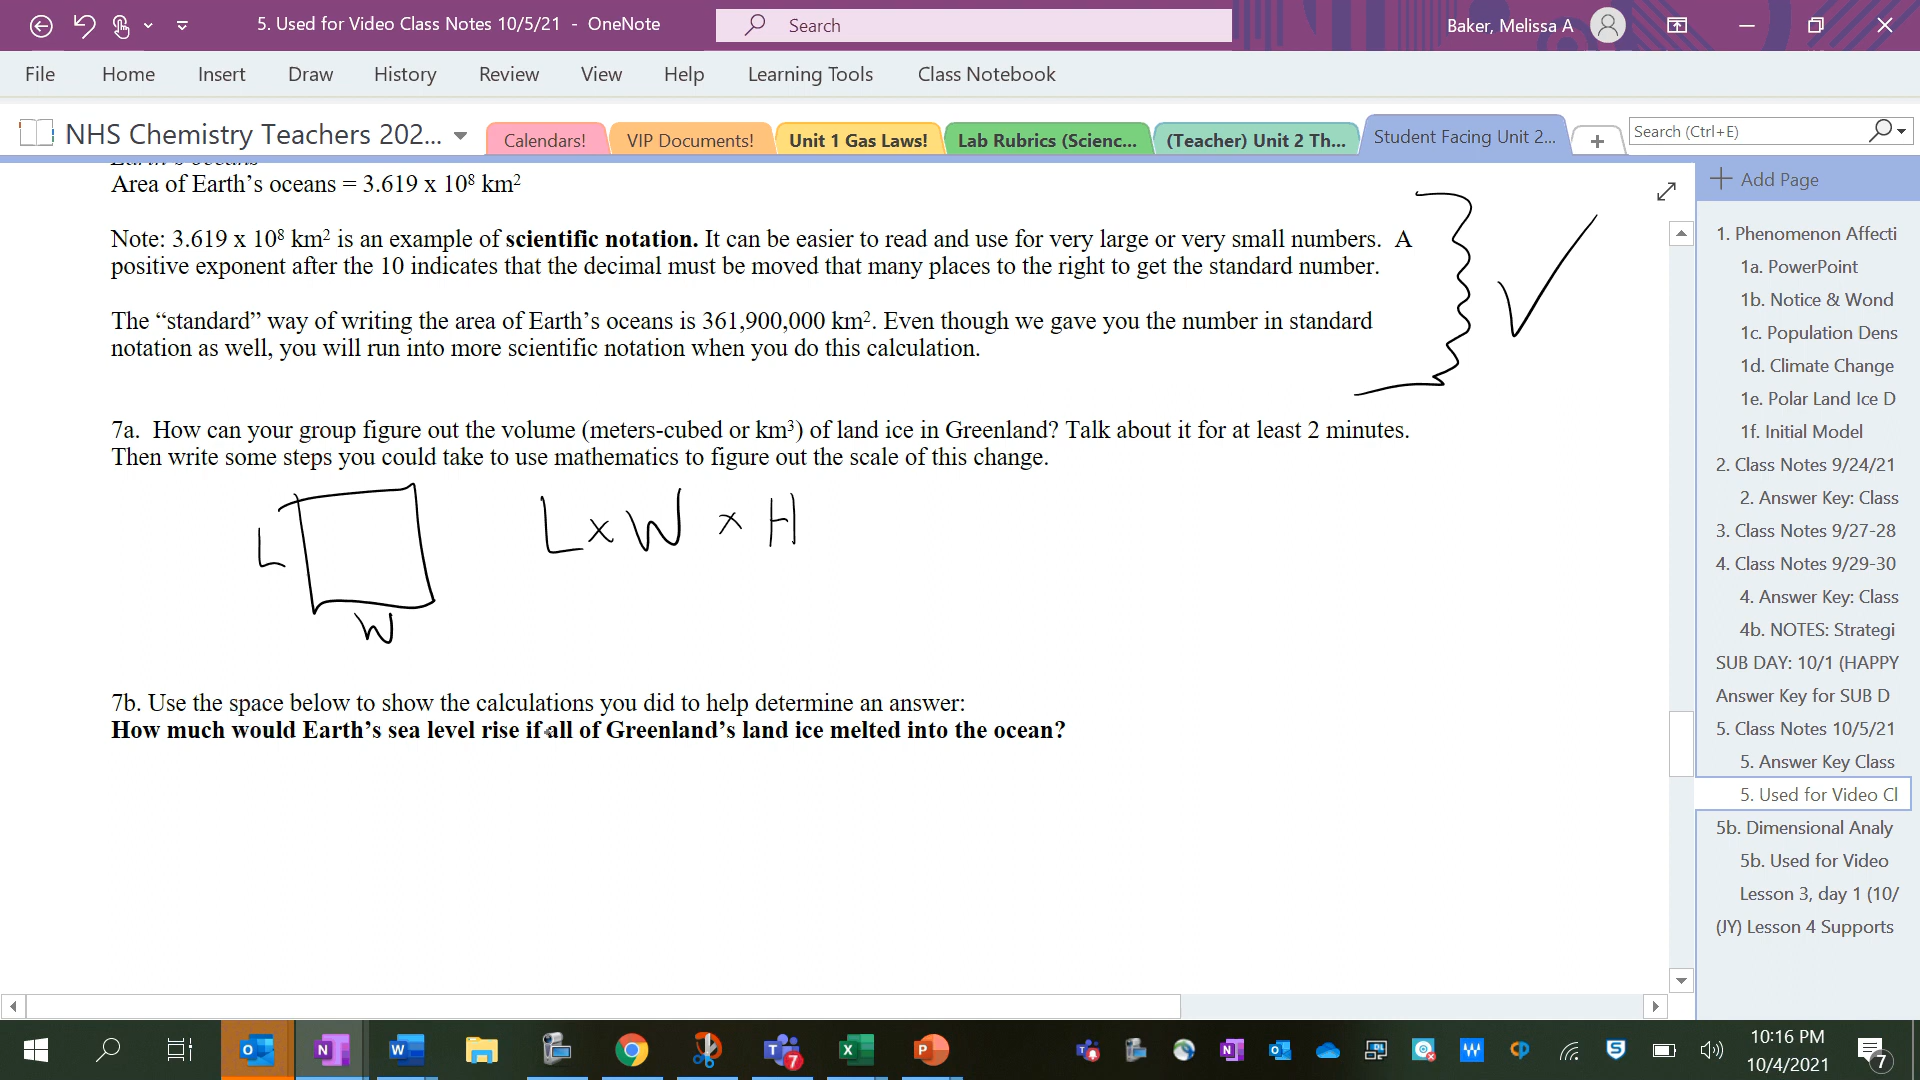 5. Used for Video Class Notes 10/5/21 - OneNote
Search
Baker, Melissa A
File Home Insert Draw History Review View Help Learning Tools Class Notebook
NHS Chemistry Teachers 202...
Calendars! VIP Documents! Unit 1 Gas Laws! Lab Rubrics (Scienc... (Teacher) Unit 2 Th... Student Facing Unit 2...
Search (Ctrl+E)
Earth's oceans
Area of Earth's oceans = 3.619 x 10⁸ km²
Note: 3.619 x 10⁸ km² is an example of scientific notation. It can be easier to read and use for very large or very small numbers. A
positive exponent after the 10 indicates that the decimal must be moved that many places to the right to get the standard number.
The “standard” way of writing the area of Earth’s oceans is 361,900,000 km². Even though we gave you the number in standard
notation as well, you will run into more scientific notation when you do this calculation.
7a. How can your group figure out the volume (meters-cubed or km³) of land ice in Greenland? Talk about it for at least 2 minutes.
Then write some steps you could take to use mathematics to figure out the scale of this change.
L
W
L x W x H
7b. Use the space below to show the calculations you did to help determine an answer:
How much would Earth’s sea level rise if all of Greenland’s land ice melted into the ocean?
Add Page
1. Phenomenon Affecti
1a. PowerPoint
1b. Notice & Wond
1c. Population Dens
1d. Climate Change
1e. Polar Land Ice D
1f. Initial Model
2. Class Notes 9/24/21
2. Answer Key: Class
3. Class Notes 9/27-28
4. Class Notes 9/29-30
4. Answer Key: Class
4b. NOTES: Strategi
SUB DAY: 10/1 (HAPPY
Answer Key for SUB D
5. Class Notes 10/5/21
5. Answer Key Class
5. Used for Video Cl
5b. Dimensional Analy
5b. Used for Video
Lesson 3, day 1 (10/
(JY) Lesson 4 Supports
10:16 PM
10/4/2021
7
7